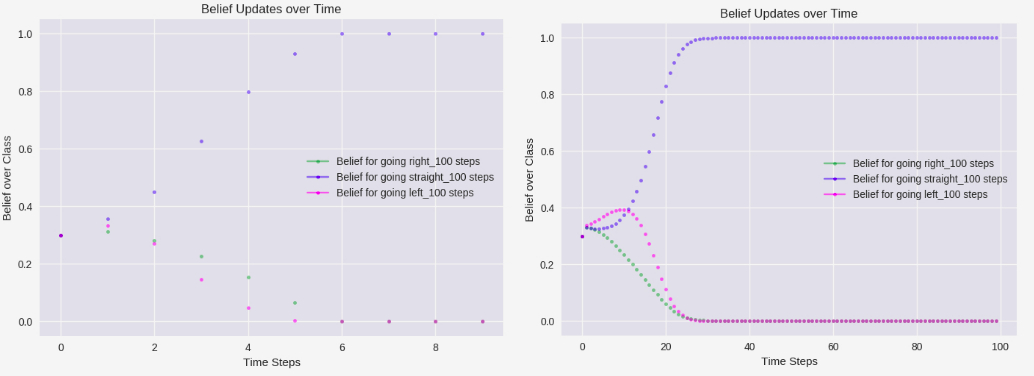 Belief Updates over Time
1.0
0.8
0.6
0.4
0.2
0.0
Belief over Class
Belief for going right_100 steps
Belief for going straight_100 steps
Belief for going left_100 steps
0 2 4 6 8
Time Steps
Belief Updates over Time
1.0
0.8
0.6
0.4
0.2
0.0
Belief over Class
Belief for going right_100 steps
Belief for going straight_100 steps
Belief for going left_100 steps
0 20 40 60 80 100
Time Steps